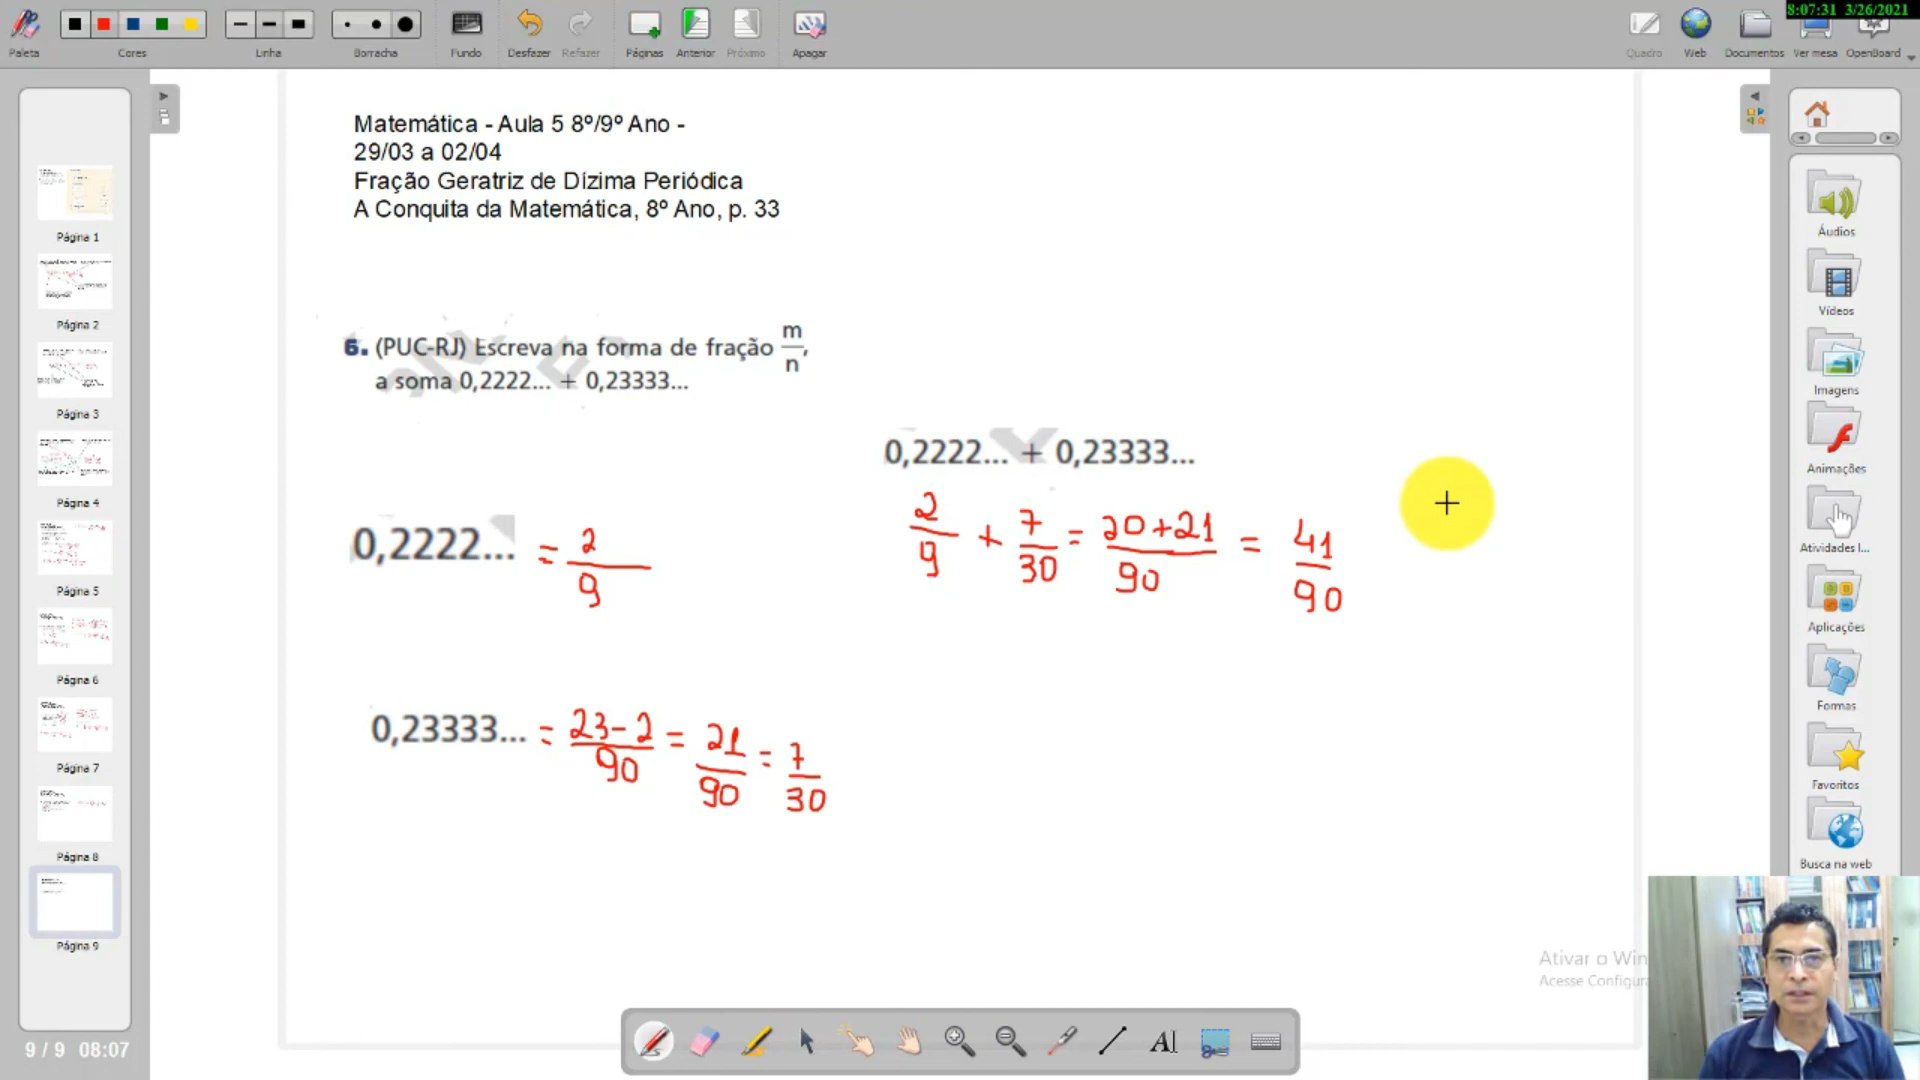 8:07:31 3/26/2021
Paleta
Cores
Linha
Borracha
Fundo
Desfazer
Refazer
Páginas
Anterior
Próximo
Apagar
Quadro
Web
Documentos
Ver mesa
OpenBoard
Matemática - Aula 5 8º/9º Ano -
29/03 a 02/04
Fração Geratriz de Dízima Periódica
A Conquita da Matemática, 8º Ano, p. 33
6. (PUC-RJ) Escreva na forma de fração m/n,
a soma 0,2222... + 0,23333...
0,2222... + 0,23333...
2/9 + 7/30 = 20+21/90 = 41/90
0,2222... = 2/9
0,23333... = 23-2/90 = 21/90 = 7/30
Página 1
Página 2
Página 3
Página 4
Página 5
Página 6
Página 7
Página 8
Página 9
9 / 9 08:07
Áudios
Vídeos
Imagens
Animações
Atividades I...
Aplicações
Formas
Favoritos
Busca na web
Ativar o Win
Acesse Configura